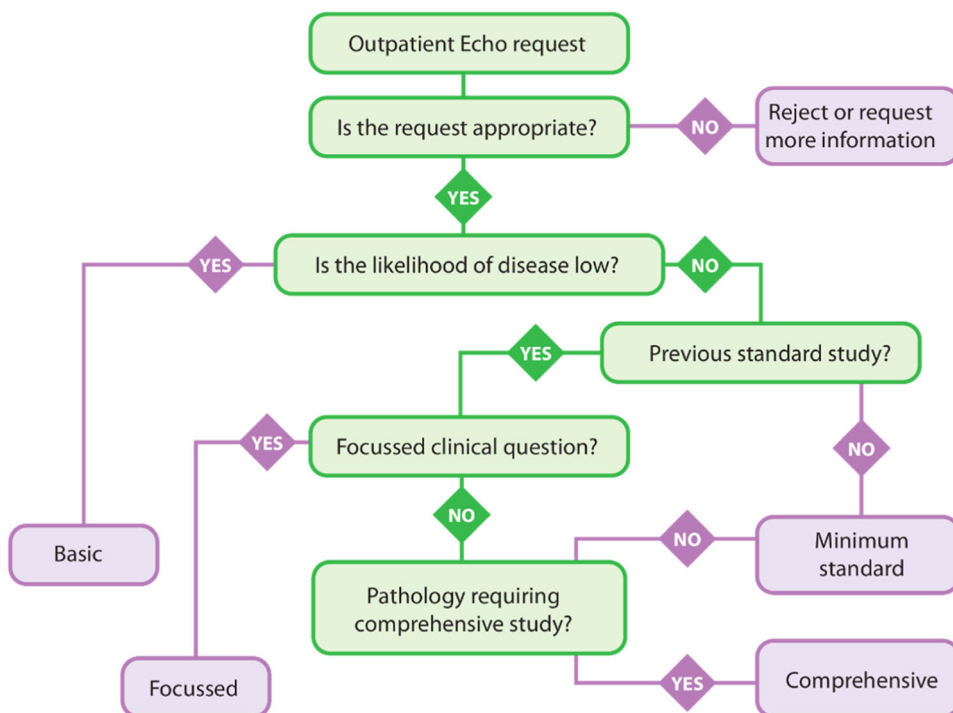 Outpatient Echo request
Is the request appropriate?
NO
Reject or request
more information
YES
Is the likelihood of disease low?
YES
NO
Previous standard study?
YES
NO
Focussed clinical question?
YES
NO
Basic
Pathology requiring
comprehensive study?
NO
Minimum
standard
Focussed
YES
Comprehensive